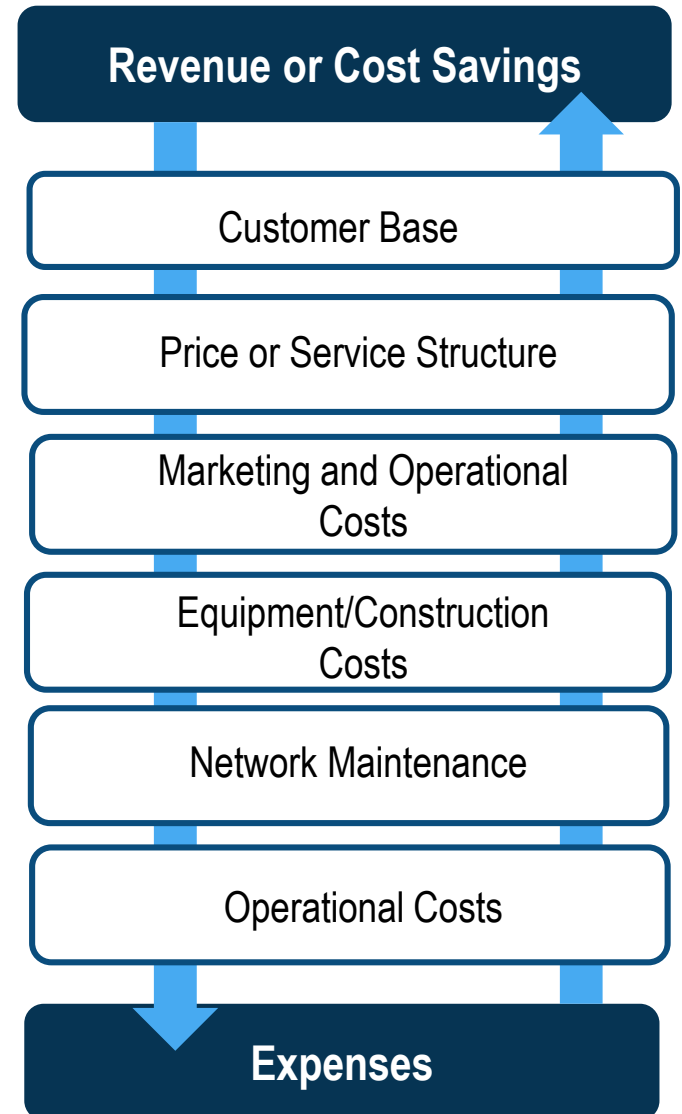 Revenue or Cost Savings
Customer Base
Price or Service Structure
Marketing and Operational
Costs
Equipment/Construction
Costs
Network Maintenance
Operational Costs
Expenses